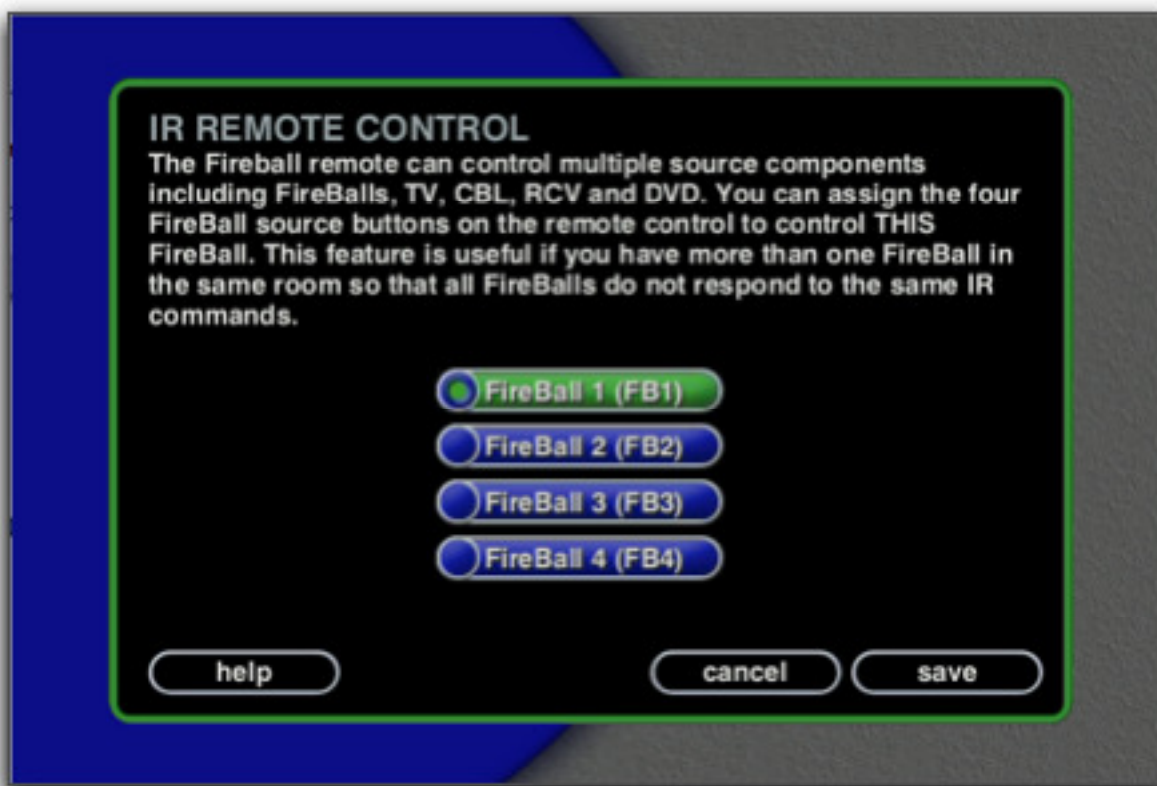 IR REMOTE CONTROL
The Fireball remote can control multiple source components
including FireBalls, TV, CBL, RCV and DVD. You can assign the four
FireBall source buttons on the remote control to control THIS
FireBall. This feature is useful if you have more than one FireBall in
the same room so that all FireBalls do not respond to the same IR
commands.
FireBall 1 (FB1)
FireBall 2 (FB2)
FireBall 3 (FB3)
FireBall 4 (FB4)
help
cancel
save